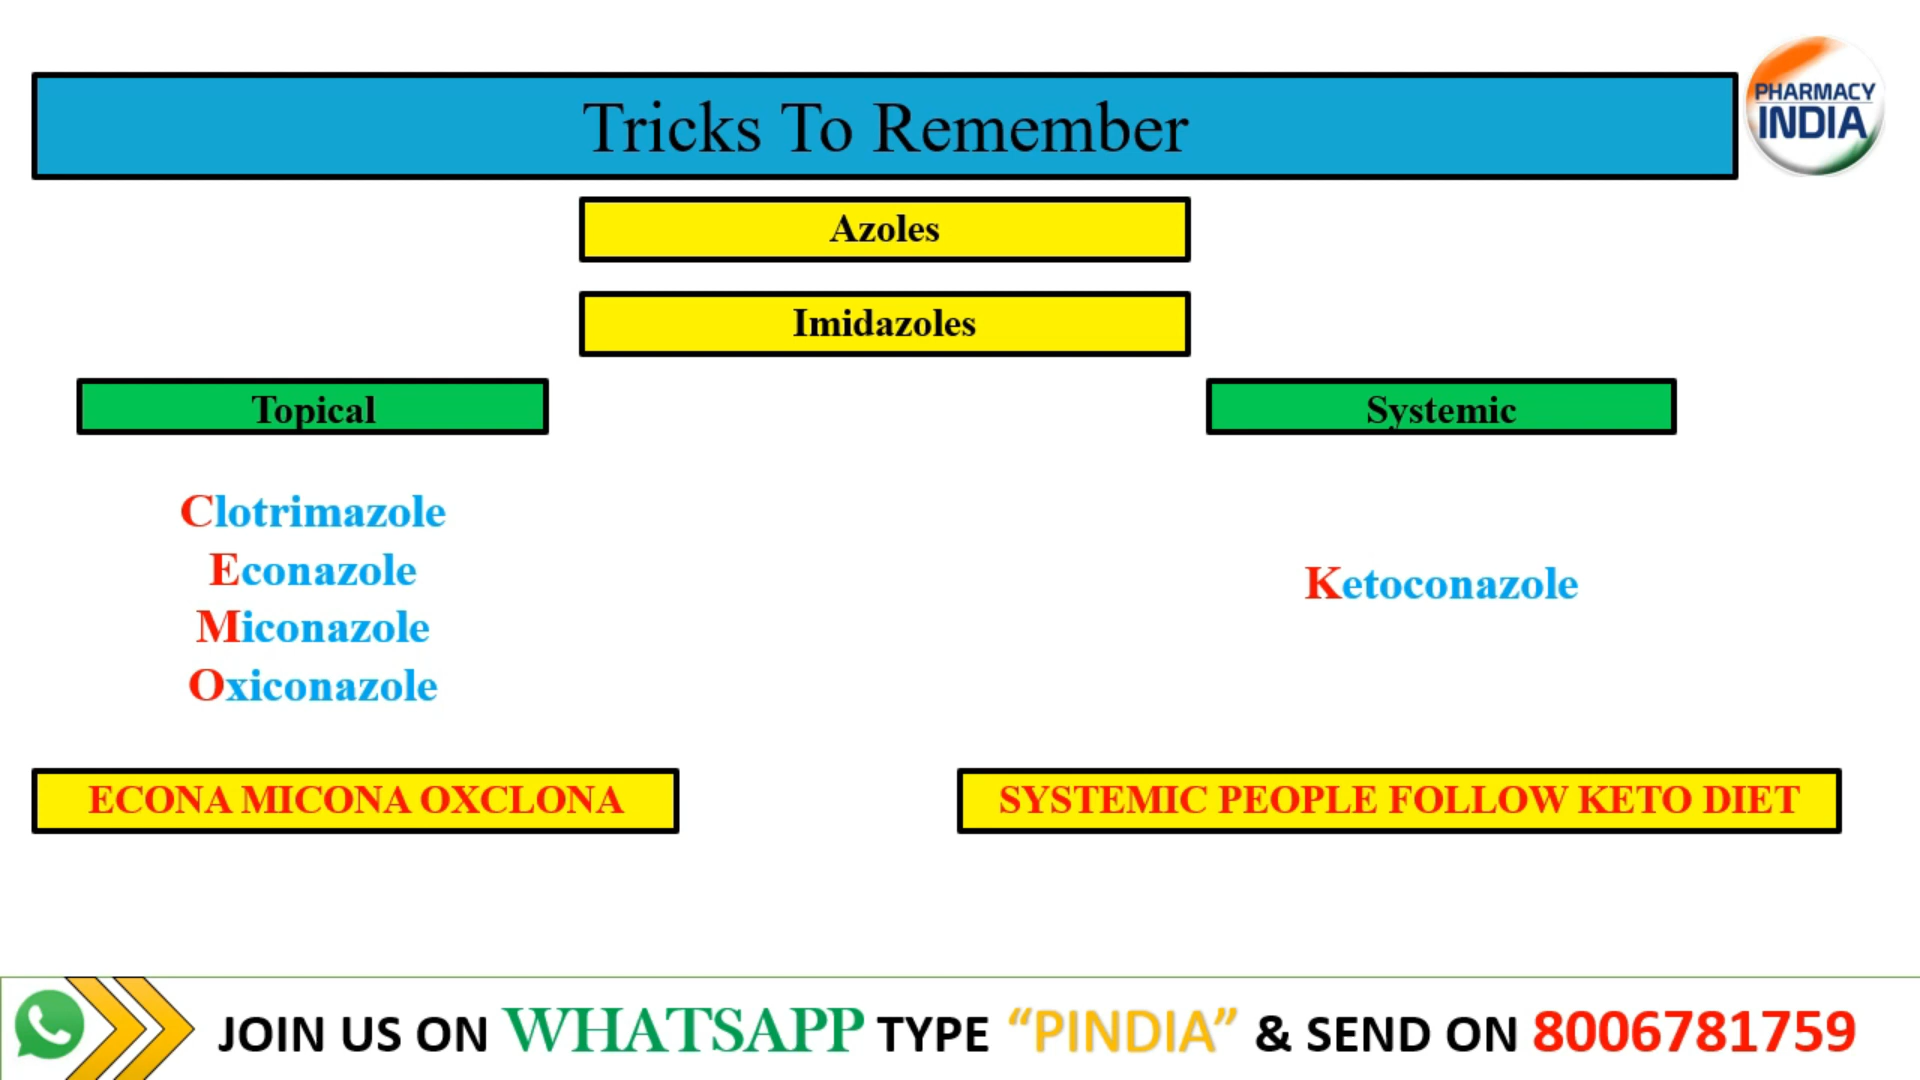 Tricks To Remember
PHARMACY
INDIA
Azoles
Imidazoles
Topical
Systemic
Clotrimazole
Econazole
Miconazole
Oxiconazole
Ketoconazole
ECONA MICONA OXCLONA
SYSTEMIC PEOPLE FOLLOW KETO DIET
JOIN US ON WHATSAPP TYPE “PINDIA” & SEND ON 8006781759